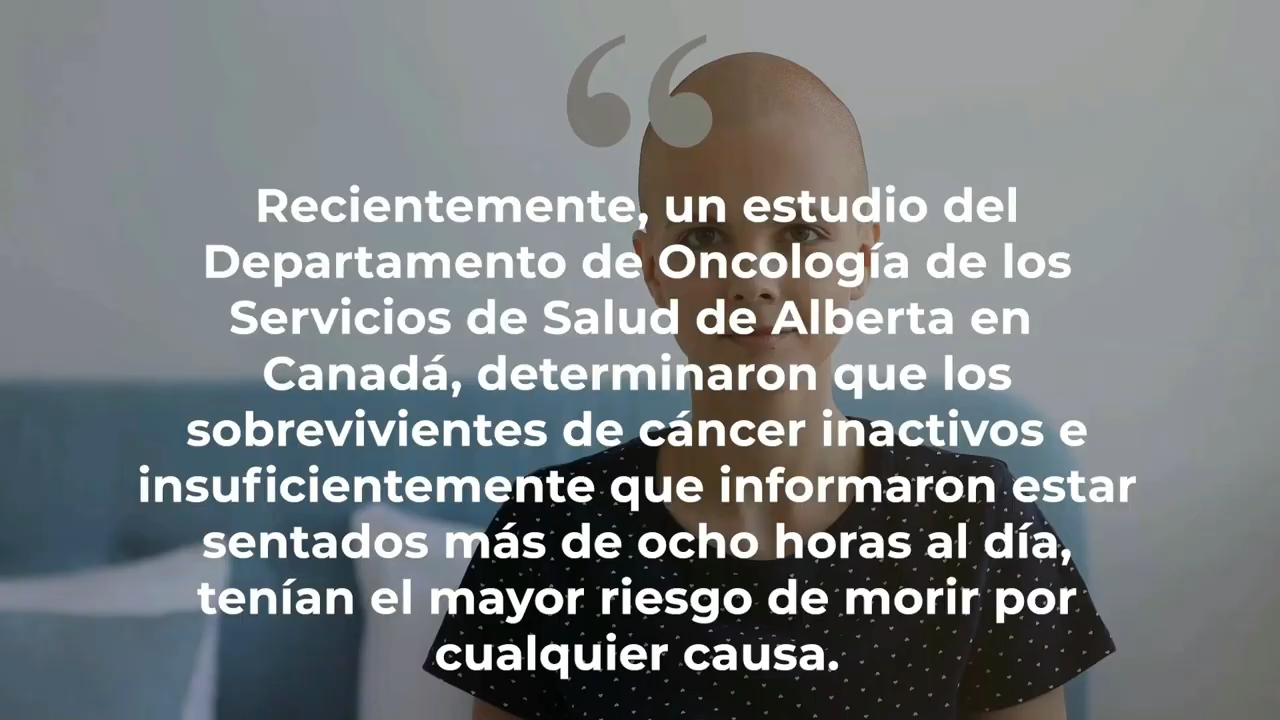 “
Recientemente, un estudio del
Departamento de Oncología de los
Servicios de Salud de Alberta en
Canadá, determinaron que los
sobrevivientes de cáncer inactivos e
insuficientemente que informaron estar
sentados más de ocho horas al día,
tenían el mayor riesgo de morir por
cualquier causa.